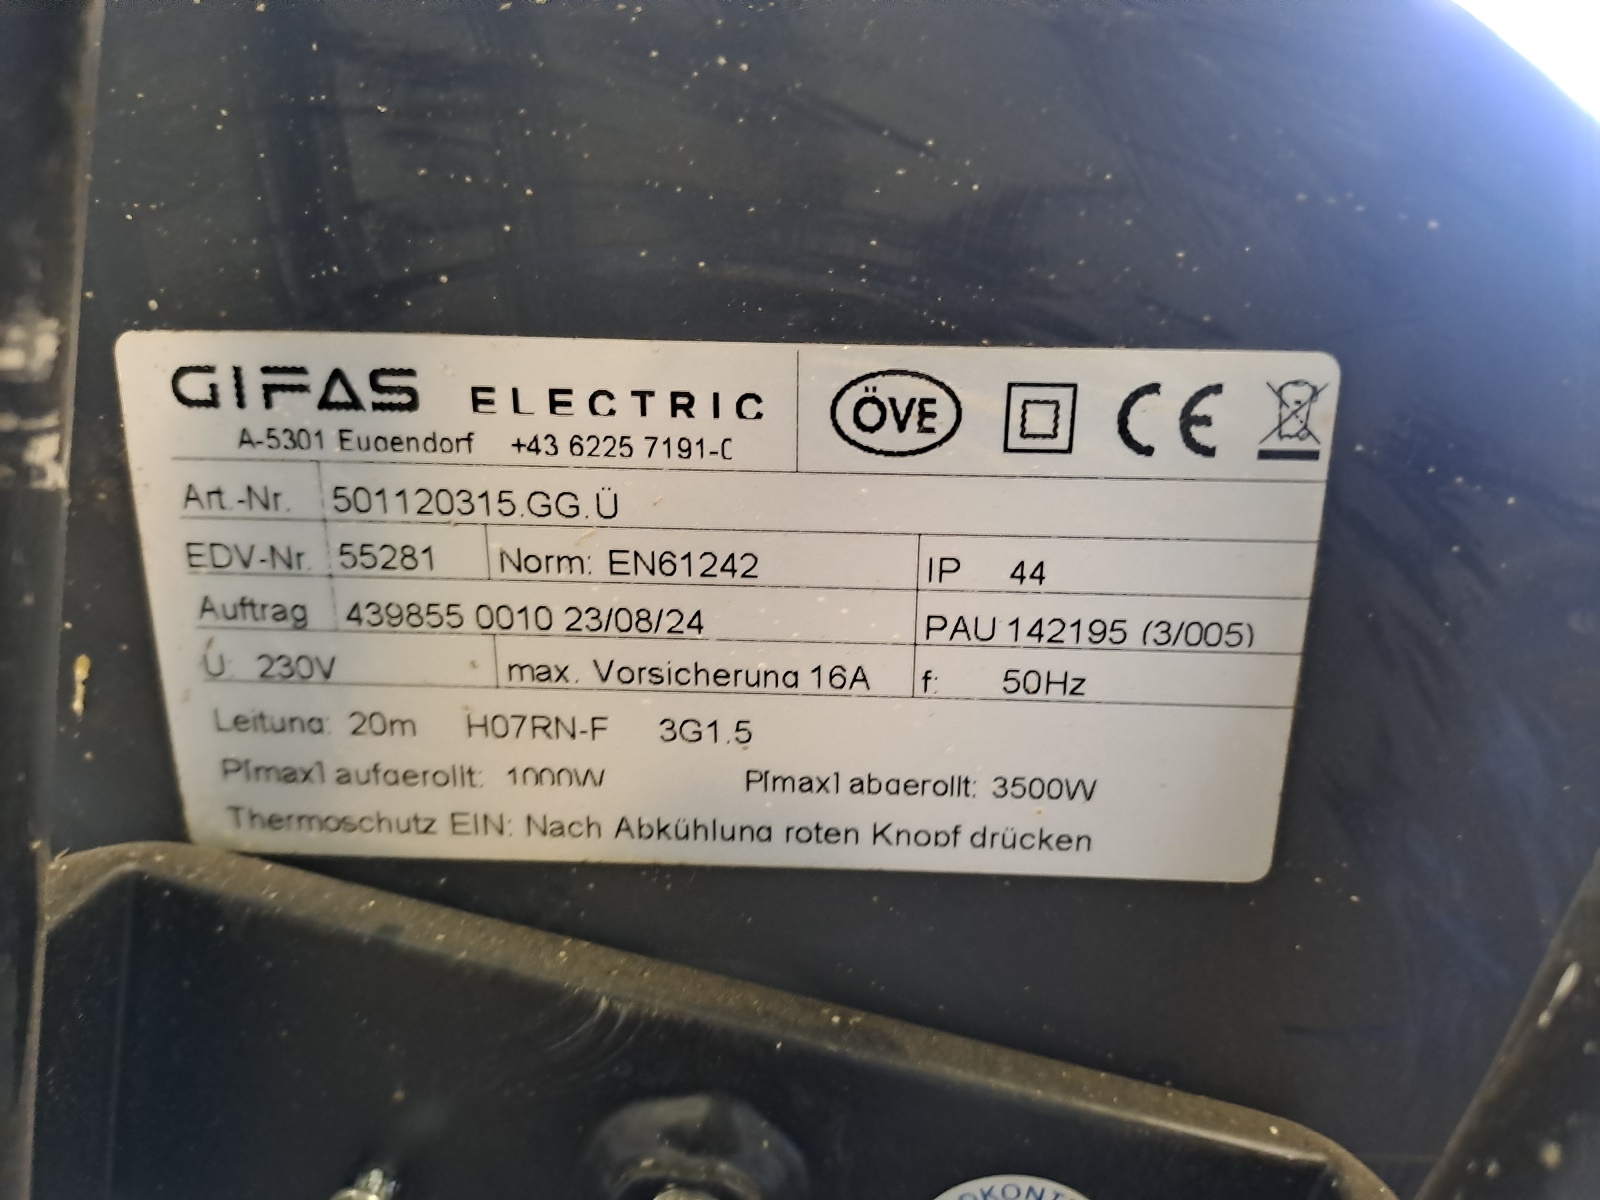 GIFAS ELECTRIC
A-5301 Eugendorf +43 6225 7191-0
ÖVE
CE
Art.-Nr. 501120315.GG.Ü
EDV-Nr. 55281 Norm: EN61242 IP 44
Auftrag 439855 0010 23/08/24 PAU 142195 (3/005)
U: 230V max. Vorsicherung 16A f: 50Hz
Leitung: 20m H07RN-F 3G1.5
P[max] aufgerollt: 1000W P[max] abgerollt: 3500W
Thermoschutz EIN: Nach Abkühlung roten Knopf drücken